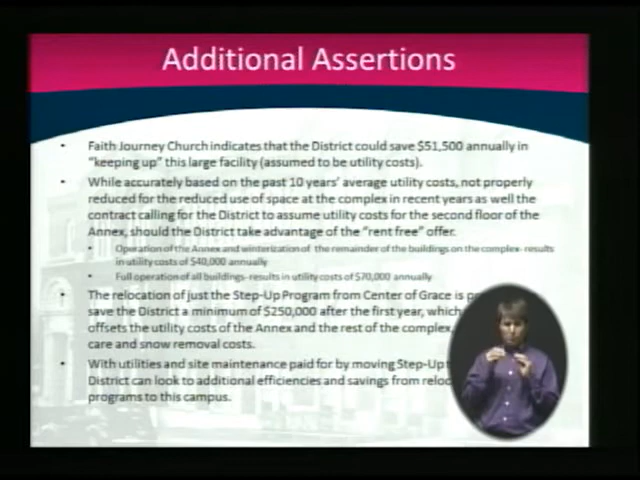 Additional Assertions
• Faith Journey Church indicates that the District could save $51,500 annually in
"keeping up" this large facility (assumed to be utility costs).
• While accurately based on the past 10 years' average utility costs, not properly
reduced for the reduced use of space at the complex in recent years as well the
contract calling for the District to assume utility costs for the second floor of the
Annex, should the District take advantage of the "rent free" offer.
• Operation of the Annex and winterization of the remainder of the buildings on the complex- results
in utility costs of $40,000 annually
• Full operation of all buildings- results in utility costs of $70,000 annually
• The relocation of just the Step-Up Program from Center of Grace is
save the District a minimum of $250,000 after the first year, which
offsets the utility costs of the Annex and the rest of the complex,
care and snow removal costs.
• With utilities and site maintenance paid for by moving Step-Up
District can look to additional efficiencies and savings from
programs to this campus.